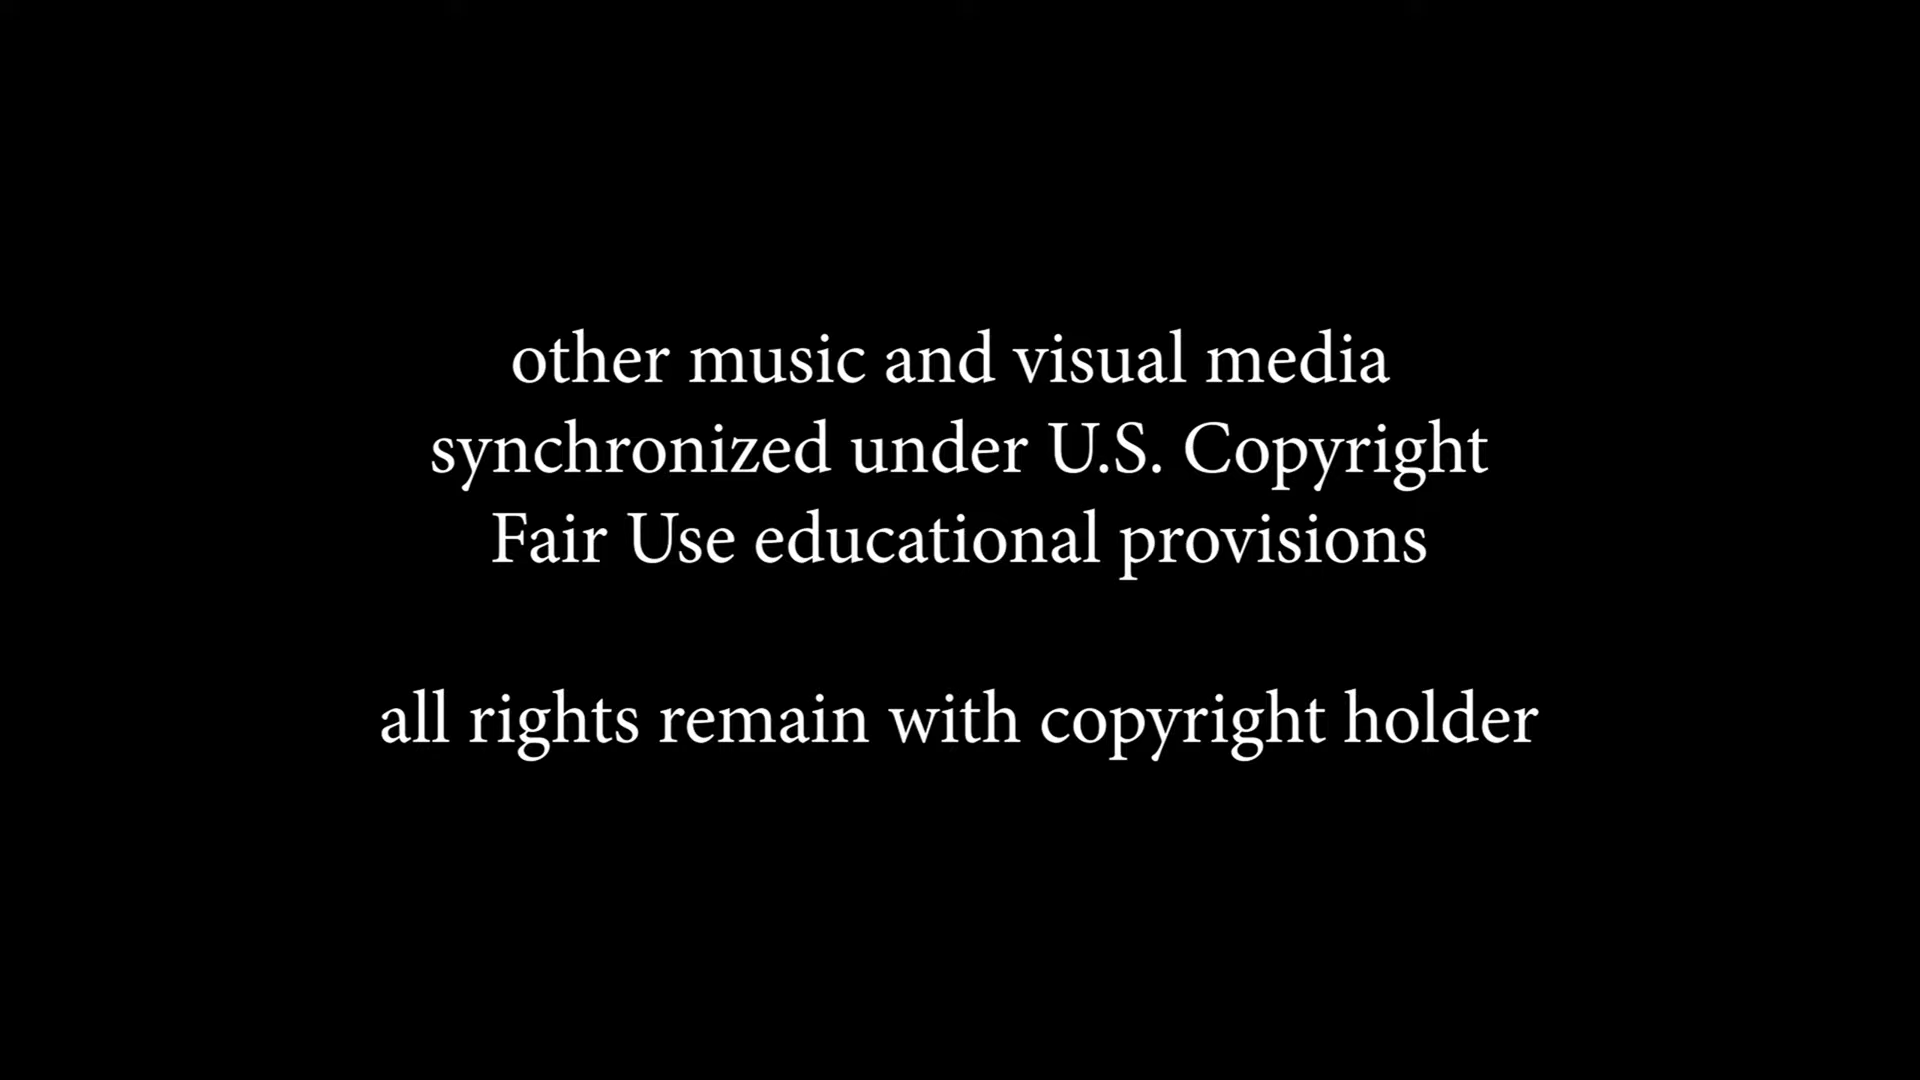 other music and visual media
synchronized under U.S. Copyright
Fair Use educational provisions
all rights remain with copyright holder